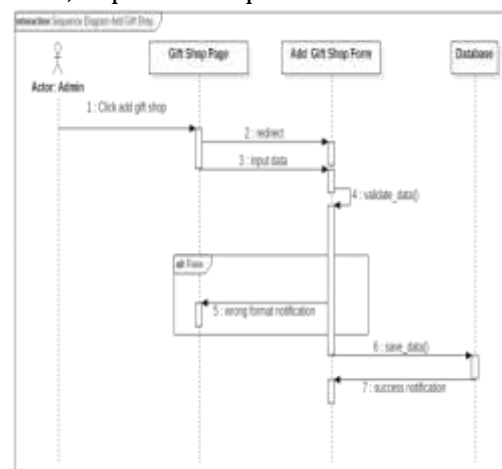 interaction Sequence Diagram-Add Gift Shop
Gift Shop Page
Add Gift Shop Form
Database
Actor: Admin
1 : Click add gift shop
2 : redirect
3 : input data
4 : validate_data()
alt False
5 : wrong format notification
6 : save_data()
7 : success notification